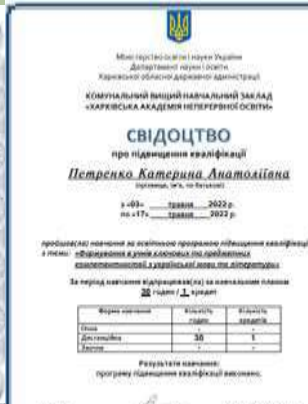 Міністерство освіти і науки України
Департамент науки і освіти
Харківської обласної державної адміністрації
КОМУНАЛЬНИЙ ВИЩИЙ НАВЧАЛЬНИЙ ЗАКЛАД
«ХАРКІВСЬКА АКАДЕМІЯ НЕПЕРЕРВНОЇ ОСВІТИ»
СВІДОЦТВО
про підвищення кваліфікації
Петренко Катерина Анатоліївна
(прізвище, ім'я, по батькові)
з «03» травня 2022 р.
по «17» травня 2022 р.
пройшов(ла) навчання за освітньою програмою підвищення кваліфікації
з теми: «Формування в учнів ключових та предметних
компетентностей з української мови та літератури»
За період навчання відпрацював(ла) за навчальним планом
30 годин / 1 кредит
Форма навчання Кількість годин Кількість кредитів
Очна - -
Дистанційна 30 1
Заочна - -
Результати навчання:
програму підвищення кваліфікації виконано.